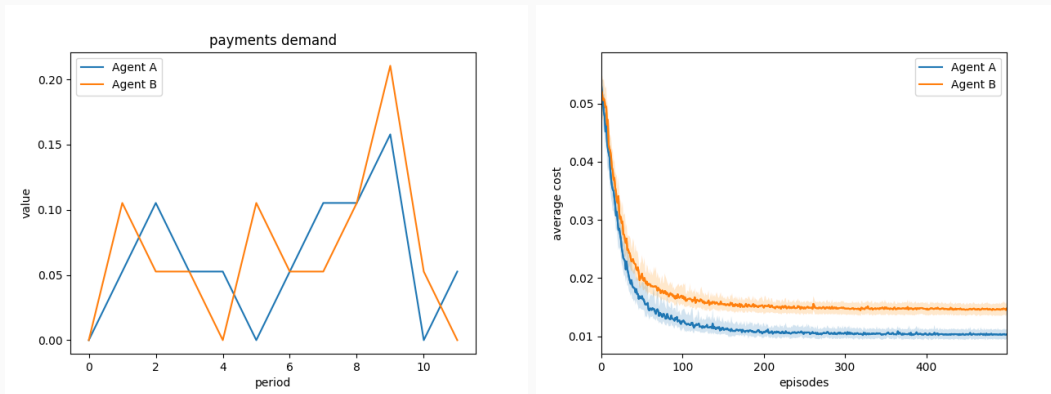 payments demand
Agent A
Agent B
0.20
0.15
0.10
0.05
0.00
value
0 2 4 6 8 10
period
Agent A
Agent B
0.05
0.04
0.03
0.02
0.01
average cost
0 100 200 300 400
episodes